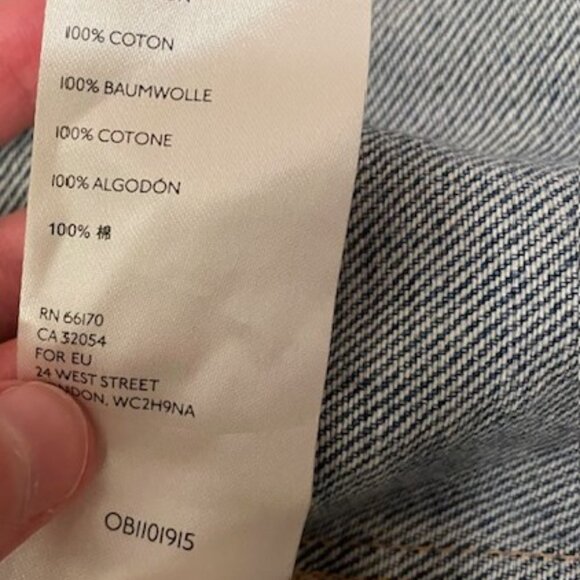 100% COTON
100% BAUMWOLLE
100% COTONE
100% ALGODÓN
100% 棉
RN 66170
CA 32054
FOR EU
24 WEST STREET
WC2H9NA
OB1101915